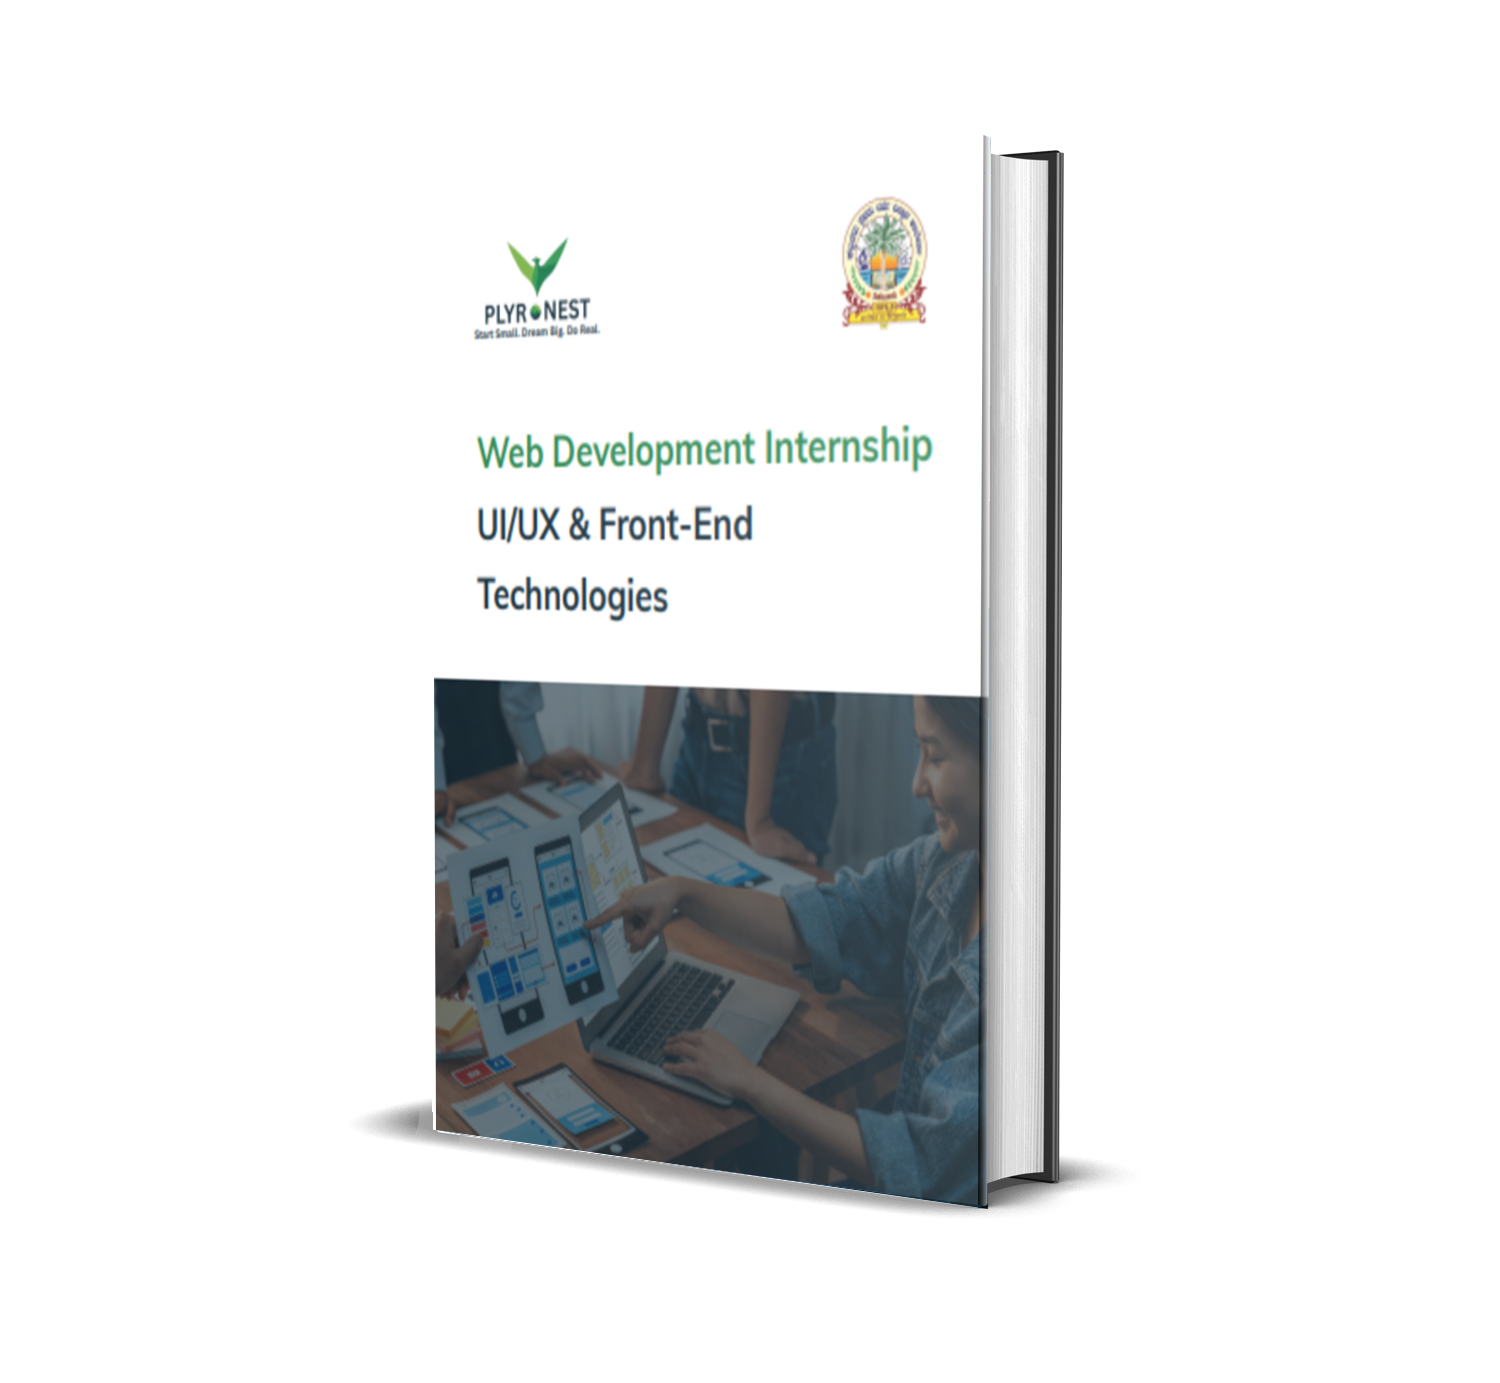 PLYR NEST
Start Small. Dream Big. Do Real.
Web Development Internship
UI/UX & Front-End
Technologies